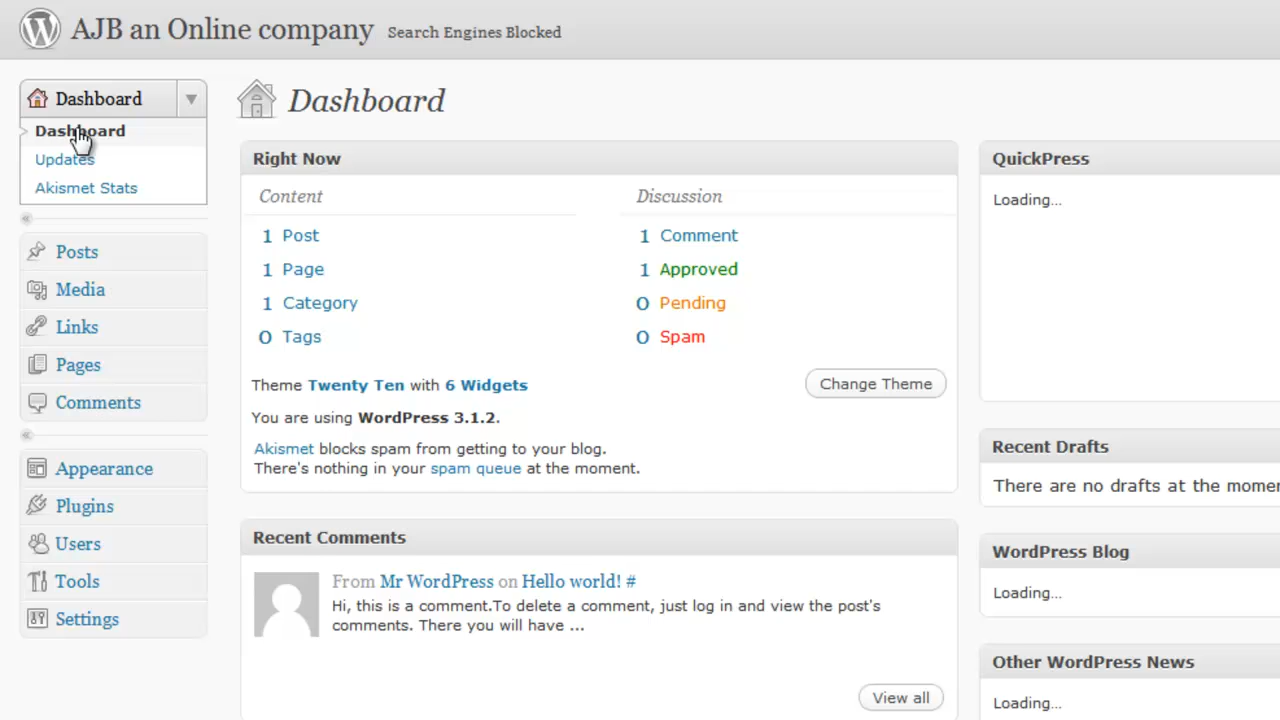 AJB an Online company Search Engines Blocked
Dashboard
Dashboard
Updates
Akismet Stats
Posts
Media
Links
Pages
Comments
Appearance
Plugins
Users
Tools
Settings
Dashboard
Right Now
Content
1 Post
1 Page
1 Category
0 Tags
Discussion
1 Comment
1 Approved
0 Pending
0 Spam
Theme Twenty Ten with 6 Widgets
Change Theme
You are using WordPress 3.1.2.
Akismet blocks spam from getting to your blog.
There's nothing in your spam queue at the moment.
Recent Comments
From Mr WordPress on Hello world! #
Hi, this is a comment.To delete a comment, just log in and view the post's
comments. There you will have ...
View all
QuickPress
Loading...
Recent Drafts
There are no drafts at the momen
WordPress Blog
Loading...
Other WordPress News
Loading...